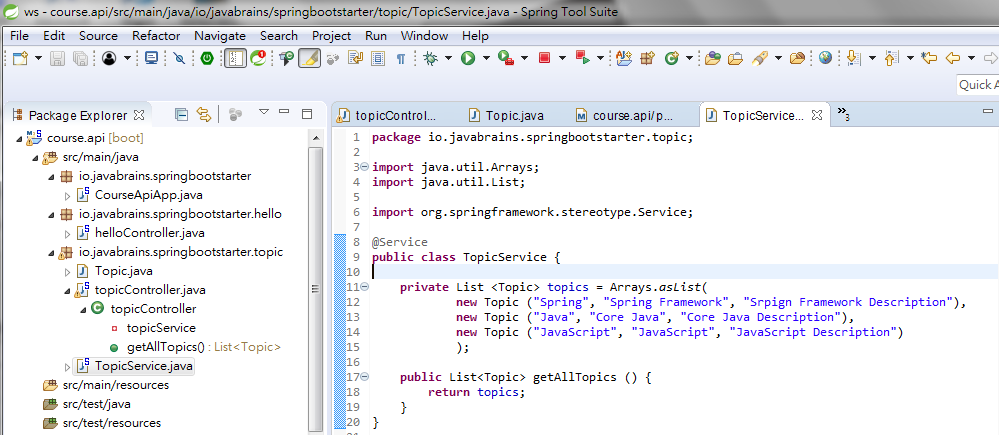 ws - course.api/src/main/java/io/javabrains/springbootstarter/topic/TopicService.java - Spring Tool Suite
File Edit Source Refactor Navigate Search Project Run Window Help
Quick A
Package Explorer
topicControl... Topic.java course.api/p... TopicService... »3
course.api [boot]
src/main/java
io.javabrains.springbootstarter
CourseApiApp.java
io.javabrains.springbootstarter.hello
helloController.java
io.javabrains.springbootstarter.topic
Topic.java
topicController.java
topicController
topicService
getAllTopics() : List<Topic>
TopicService.java
src/main/resources
src/test/java
src/test/resources
1 package io.javabrains.springbootstarter.topic;
2
3 import java.util.Arrays;
4 import java.util.List;
5
6 import org.springframework.stereotype.Service;
7
8 @Service
9 public class TopicService {
10
11 private List <Topic> topics = Arrays.asList(
12 new Topic ("Spring", "Spring Framework", "Srpign Framework Description"),
13 new Topic ("Java", "Core Java", "Core Java Description"),
14 new Topic ("JavaScript", "JavaScript", "JavaScript Description")
15 );
16
17 public List<Topic> getAllTopics () {
18 return topics;
19 }
20 }